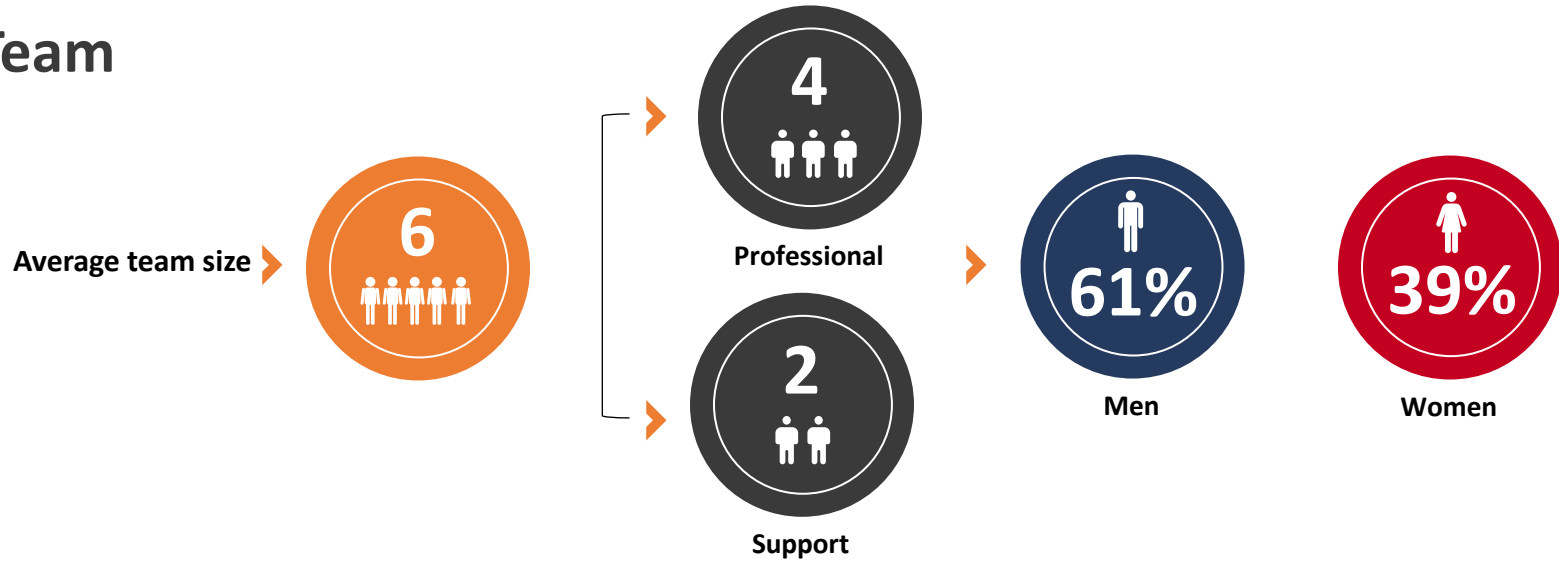 Team
Average team size
6
4
Professional
2
Support
61%
Men
39%
Women